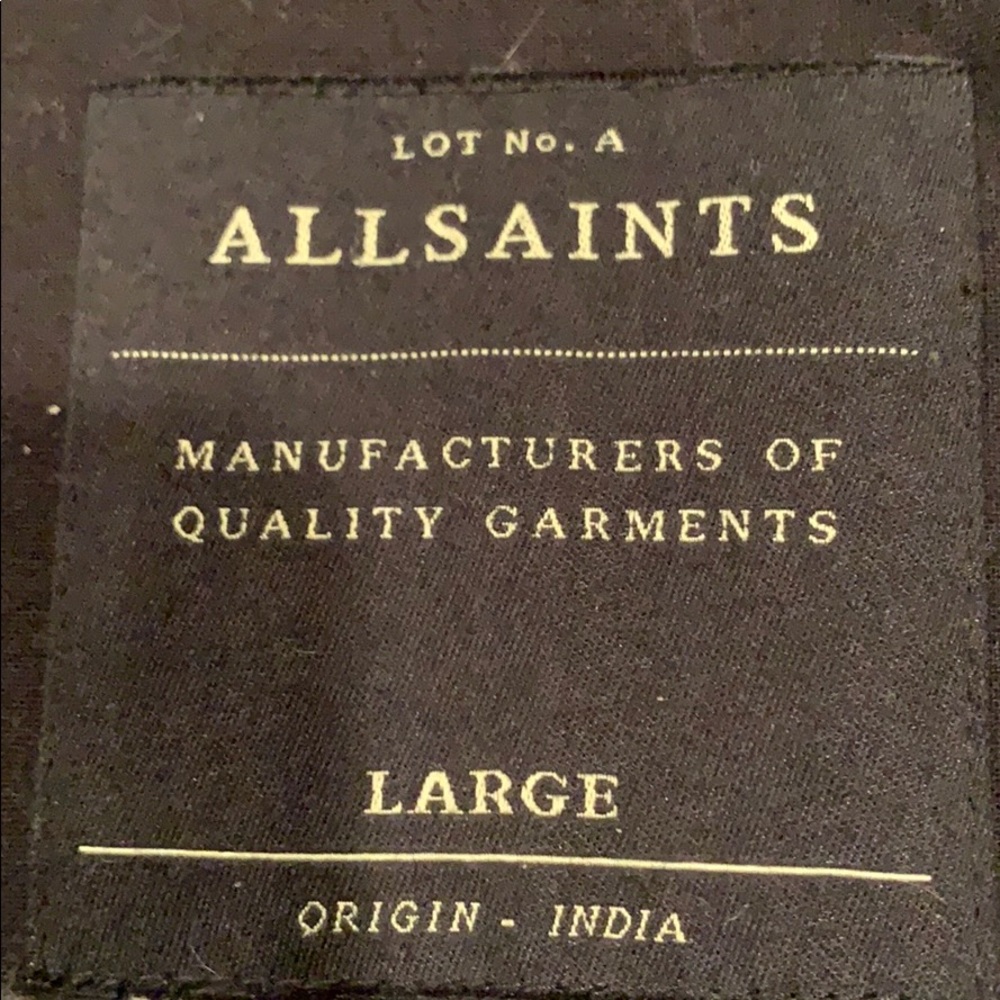 LOT No. A
ALLSAINTS
MANUFACTURERS OF
QUALITY GARMENTS
LARGE
ORIGIN - INDIA